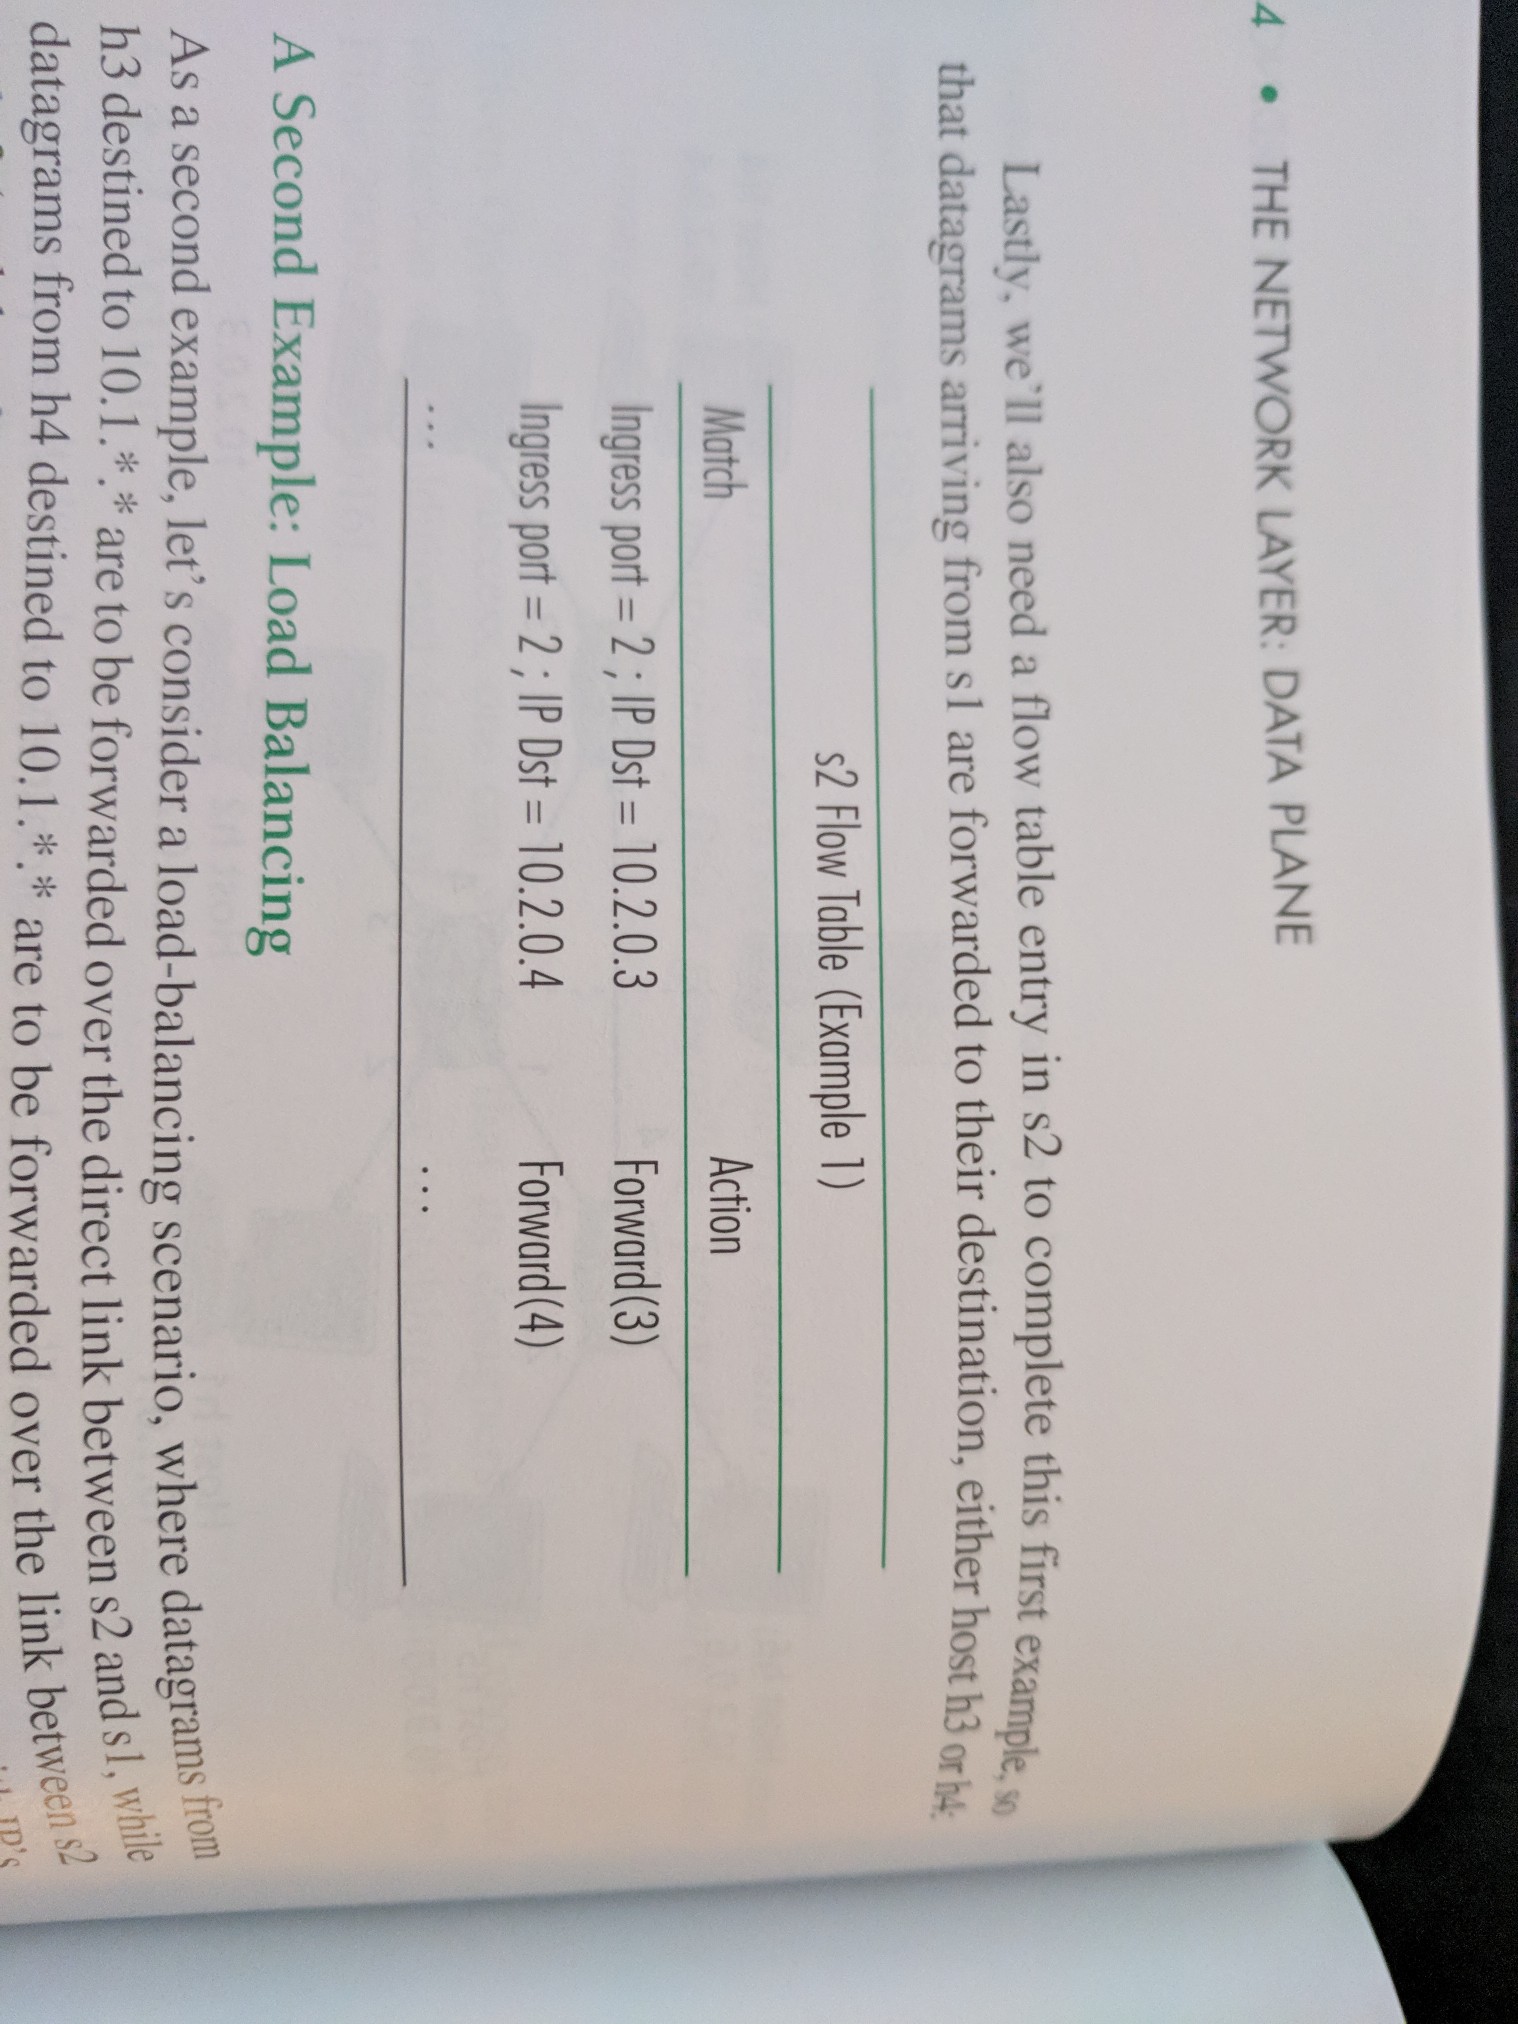 4 • THE NETWORK LAYER: DATA PLANE
Lastly, we'll also need a flow table entry in s2 to complete this first example, so
that datagrams arriving from s1 are forwarded to their destination, either host h3 or h4:
s2 Flow Table (Example 1)
Match Action
Ingress port = 2 ; IP Dst = 10.2.0.3 Forward(3)
Ingress port = 2 ; IP Dst = 10.2.0.4 Forward(4)
... ...
A Second Example: Load Balancing
As a second example, let's consider a load-balancing scenario, where datagrams from
h3 destined to 10.1.*.* are to be forwarded over the direct link between s2 and s1, while
datagrams from h4 destined to 10.1.*.* are to be forwarded over the link between s2
IP's